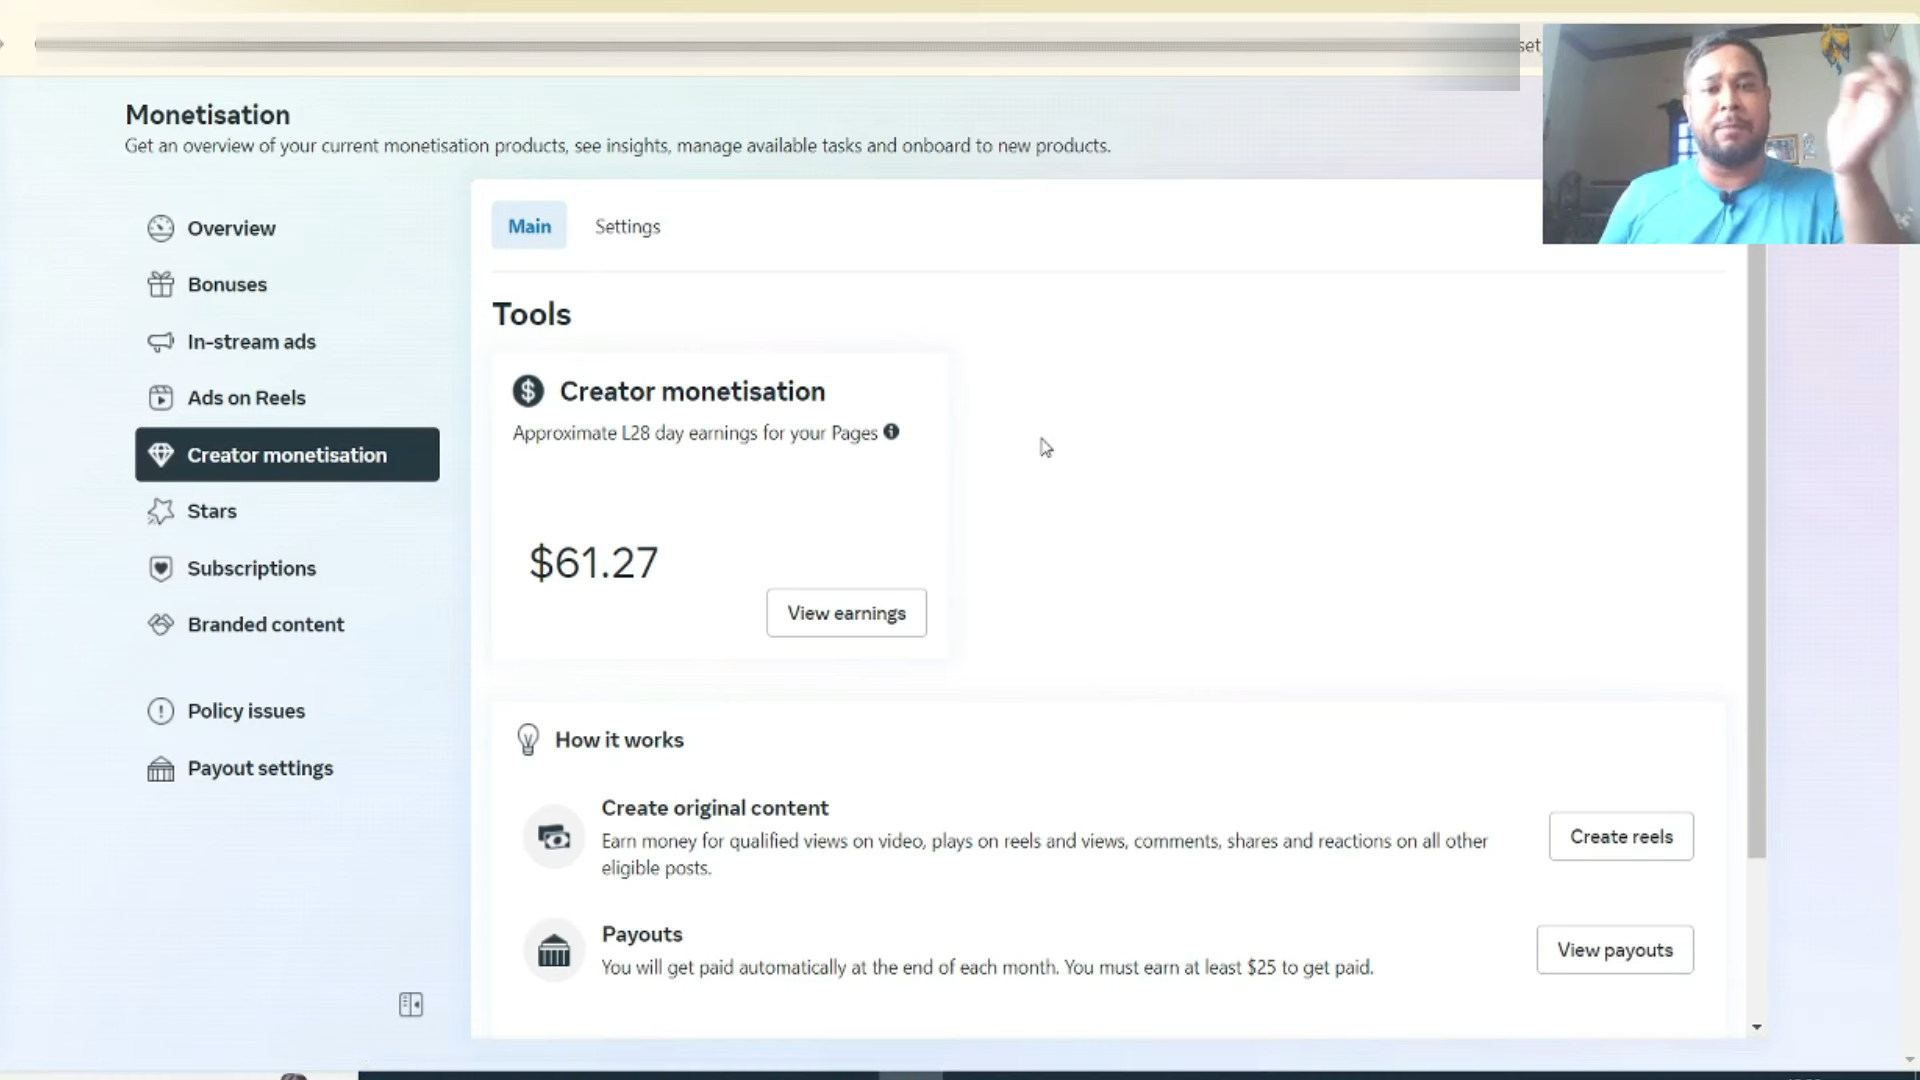 set
Monetisation
Get an overview of your current monetisation products, see insights, manage available tasks and onboard to new products.
Overview
Bonuses
In-stream ads
Ads on Reels
Creator monetisation
Stars
Subscriptions
Branded content
Policy issues
Payout settings
Main
Settings
Tools
Creator monetisation
Approximate L28 day earnings for your Pages
$61.27
View earnings
How it works
Create original content
Earn money for qualified views on video, plays on reels and views, comments, shares and reactions on all other
eligible posts.
Create reels
Payouts
You will get paid automatically at the end of each month. You must earn at least $25 to get paid.
View payouts